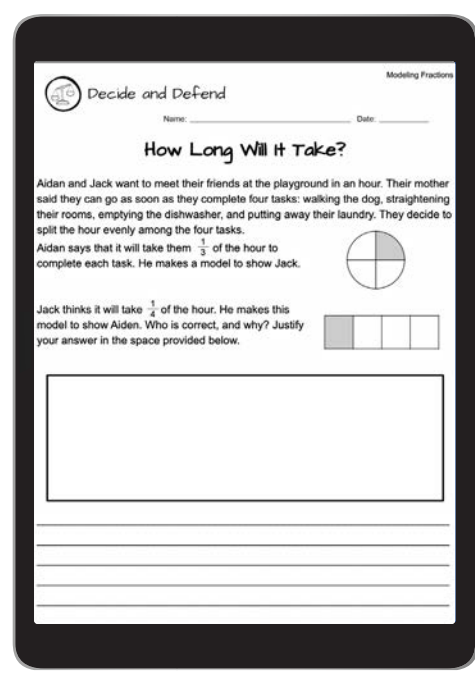 Modeling Fractions
Decide and Defend
Name: Date:
How Long Will It Take?
Aidan and Jack want to meet their friends at the playground in an hour. Their mother
said they can go as soon as they complete four tasks: walking the dog, straightening
their rooms, emptying the dishwasher, and putting away their laundry. They decide to
split the hour evenly among the four tasks.
Aidan says that it will take them 1/3 of the hour to
complete each task. He makes a model to show Jack.
Jack thinks it will take 1/4 of the hour. He makes this
model to show Aiden. Who is correct, and why? Justify
your answer in the space provided below.